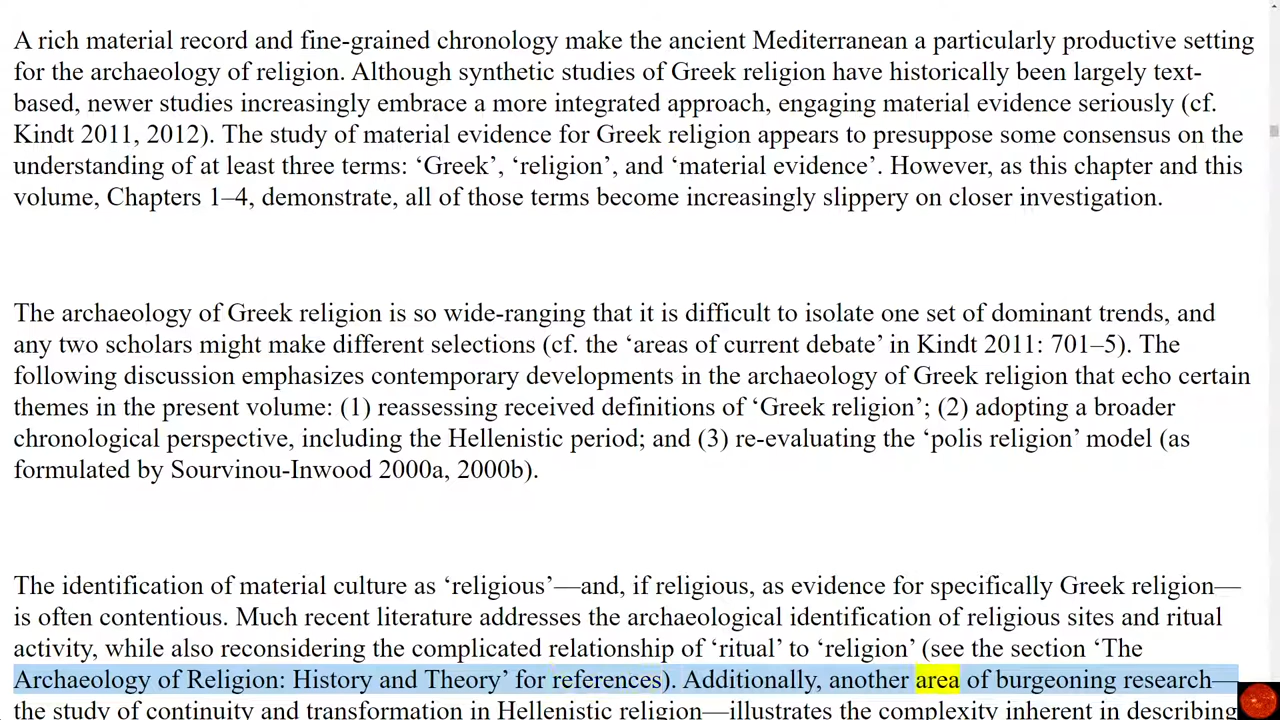 A rich material record and fine-grained chronology make the ancient Mediterranean a particularly productive setting
for the archaeology of religion. Although synthetic studies of Greek religion have historically been largely text-
based, newer studies increasingly embrace a more integrated approach, engaging material evidence seriously (cf.
Kindt 2011, 2012). The study of material evidence for Greek religion appears to presuppose some consensus on the
understanding of at least three terms: ‘Greek’, ‘religion’, and ‘material evidence’. However, as this chapter and this
volume, Chapters 1–4, demonstrate, all of those terms become increasingly slippery on closer investigation.
The archaeology of Greek religion is so wide-ranging that it is difficult to isolate one set of dominant trends, and
any two scholars might make different selections (cf. the ‘areas of current debate’ in Kindt 2011: 701–5). The
following discussion emphasizes contemporary developments in the archaeology of Greek religion that echo certain
themes in the present volume: (1) reassessing received definitions of ‘Greek religion’; (2) adopting a broader
chronological perspective, including the Hellenistic period; and (3) re-evaluating the ‘polis religion’ model (as
formulated by Sourvinou-Inwood 2000a, 2000b).
The identification of material culture as ‘religious’—and, if religious, as evidence for specifically Greek religion—
is often contentious. Much recent literature addresses the archaeological identification of religious sites and ritual
activity, while also reconsidering the complicated relationship of ‘ritual’ to ‘religion’ (see the section ‘The
Archaeology of Religion: History and Theory’ for references). Additionally, another area of burgeoning research—
the study of continuity and transformation in Hellenistic religion—illustrates the complexity inherent in describing